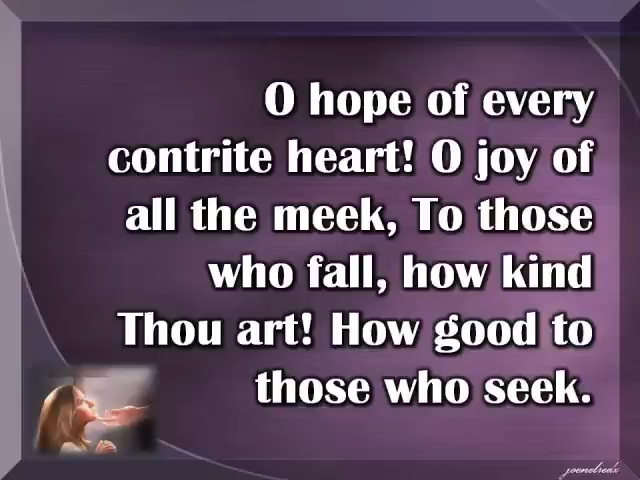 O hope of every
contrite heart! O joy of
all the meek, To those
who fall, how kind
Thou art! How good to
those who seek.